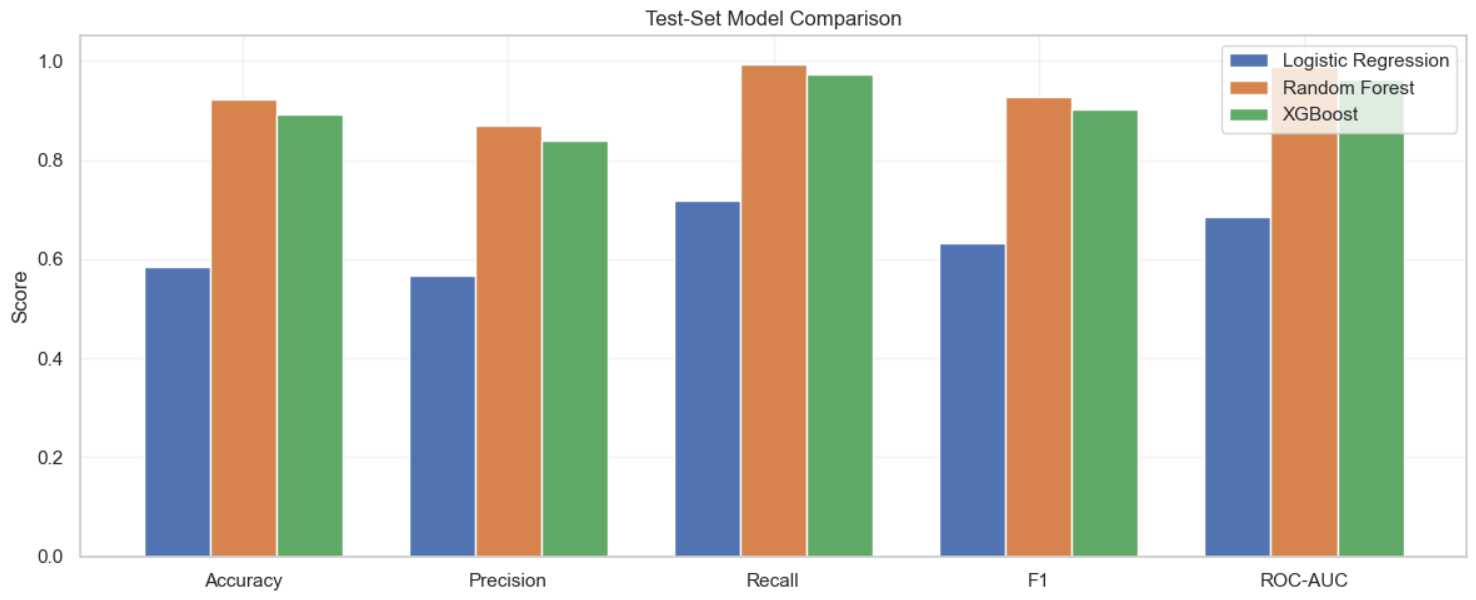 Test-Set Model Comparison
Logistic Regression
Random Forest
XGBoost
Score
1.0
0.8
0.6
0.4
0.2
0.0
Accuracy
Precision
Recall
F1
ROC-AUC